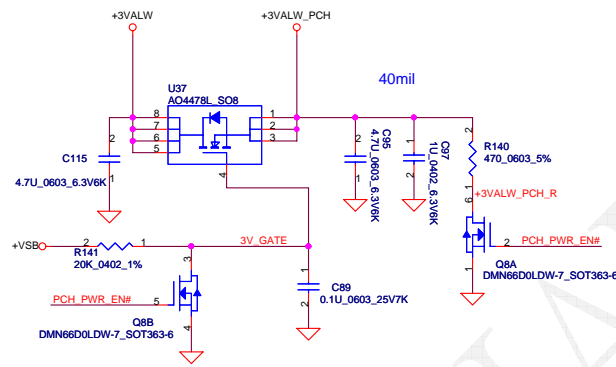 +3VALW
+3VALW_PCH
U37
AO4478L_SO8
40mil
8
7
6
5
1
2
3
4
2
C115
1
4.7U_0603_6.3V6K
2
C95
4.7U_0603_6.3V6K
1
1
C97
1U_0402_6.3V6K
2
2
R140
470_0603_5%
1
+3VALW_PCH_R
6
2
PCH_PWR_EN#
1
Q8A
DMN66D0LDW-7_SOT363-6
+VSB
2
1
3V_GATE
R141
20K_0402_1%
3
PCH_PWR_EN#
5
4
DMN66D0LDW-7_SOT363-6
Q8B
1
C89
0.1U_0603_25V7K
2